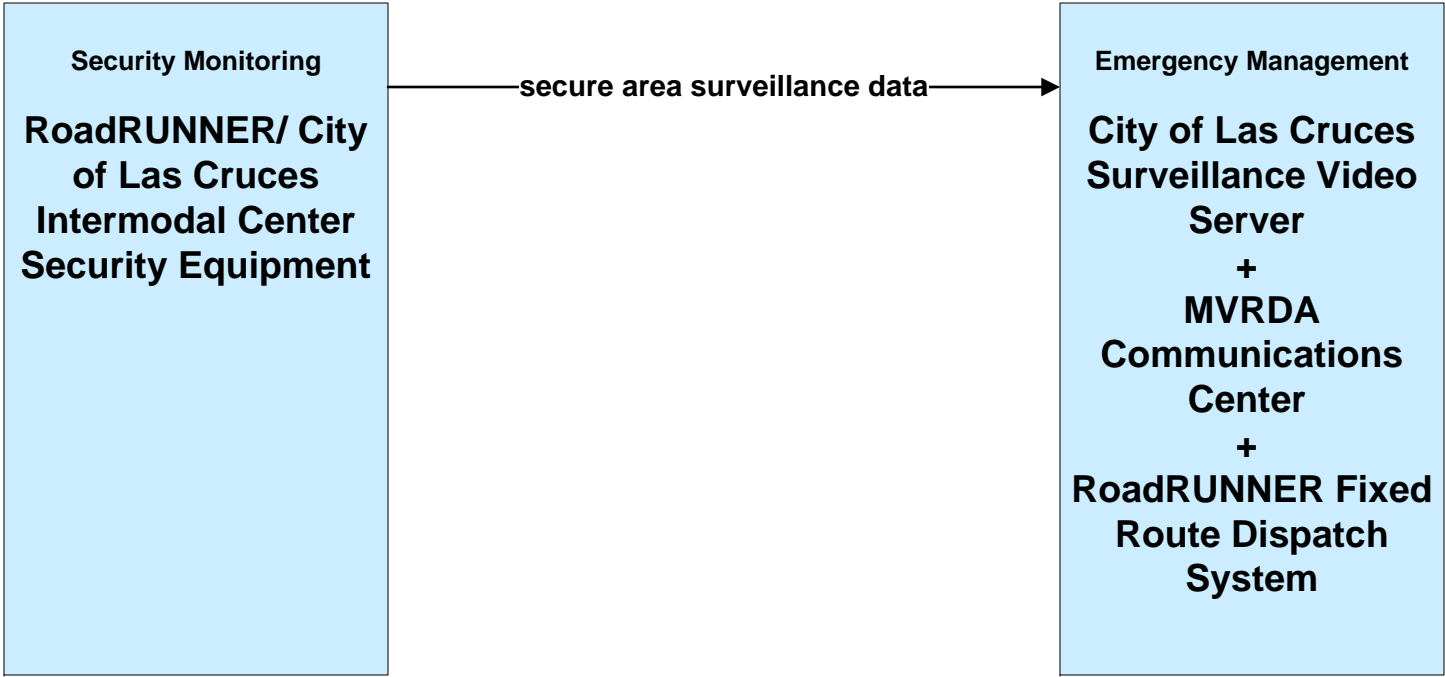 Security Monitoring
RoadRUNNER/ City
of Las Cruces
Intermodal Center
Security Equipment
secure area surveillance data
Emergency Management
City of Las Cruces
Surveillance Video
Server
+
MVRDA
Communications
Center
+
RoadRUNNER Fixed
Route Dispatch
System